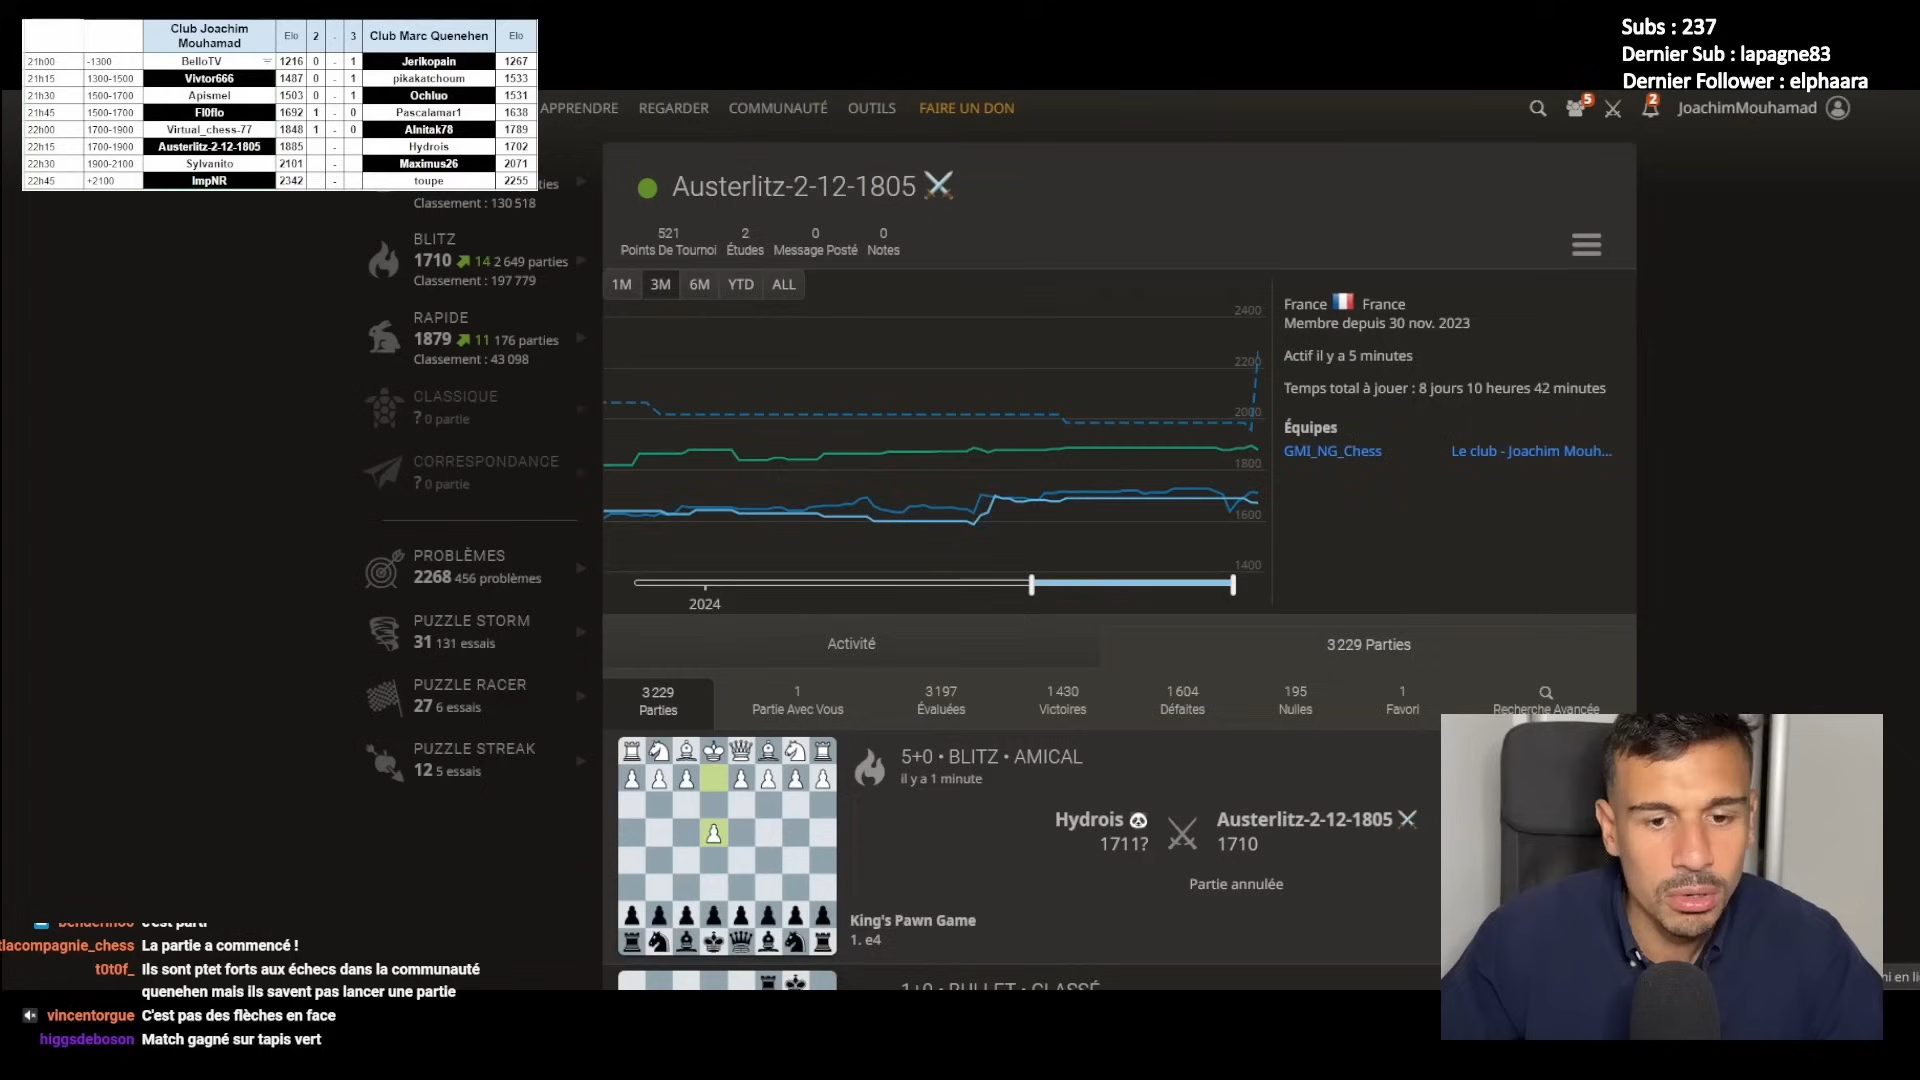 Club Joachim Mouhamad Elo 2 - 3 Club Marc Quenehen Elo
21h00 -1300 BelloTV 1216 0 - 1 Jerikopain 1267
21h15 1300-1500 Vivtor666 1487 0 - 1 pikakatchoum 1533
21h30 1500-1700 Apismel 1503 0 - 1 Ochluo 1531
21h45 1500-1700 Fl0flo 1692 1 - 0 Pascalamar1 1638
22h00 1700-1900 Virtual_chess-77 1848 1 - 0 Alnitak78 1789
22h15 1700-1900 Austerlitz-2-12-1805 1885 - Hydrois 1702
22h30 1900-2100 Sylvanito 2101 - Maximus26 2071
22h45 +2100 ImpNR 2342 - toupe 2255
Subs : 237
Dernier Sub : lapagne83
Dernier Follower : elphaara
APPRENDRE REGARDER COMMUNAUTÉ OUTILS FAIRE UN DON
5 2 JoachimMouhamad
Classement : 130 518
BLITZ
1710 14 2 649 parties
Classement : 197 779
RAPIDE
1879 11 176 parties
Classement : 43 098
CLASSIQUE
? 0 partie
CORRESPONDANCE
? 0 partie
PROBLÈMES
2268 456 problèmes
PUZZLE STORM
31 131 essais
PUZZLE RACER
27 6 essais
PUZZLE STREAK
12 5 essais
Austerlitz-2-12-1805
521 2 0 0
Points De Tournoi Études Message Posté Notes
1M 3M 6M YTD ALL
2400
2200
2000
1800
1600
1400
2024
France France
Membre depuis 30 nov. 2023
Actif il y a 5 minutes
Temps total à jouer : 8 jours 10 heures 42 minutes
Équipes
GMI_NG_Chess Le club - Joachim Mouh...
Activité 3 229 Parties
3 229 1 3 197 1 430 1 604 195 1
Parties Partie Avec Vous Évaluées Victoires Défaites Nulles Favori Recherche Avancée
5+0 • BLITZ • AMICAL
il y a 1 minute
Hydrois Austerlitz-2-12-1805
1711? 1710
Partie annulée
King's Pawn Game
1. e4
1+0 • BULLET • CLASSÉ
c'est parti
tlacompagnie_chess La partie a commencé !
t0t0f_ Ils sont ptet forts aux échecs dans la communauté
quenehen mais ils savent pas lancer une partie
vincentorgue C'est pas des flèches en face
higgsdeboson Match gagné sur tapis vert